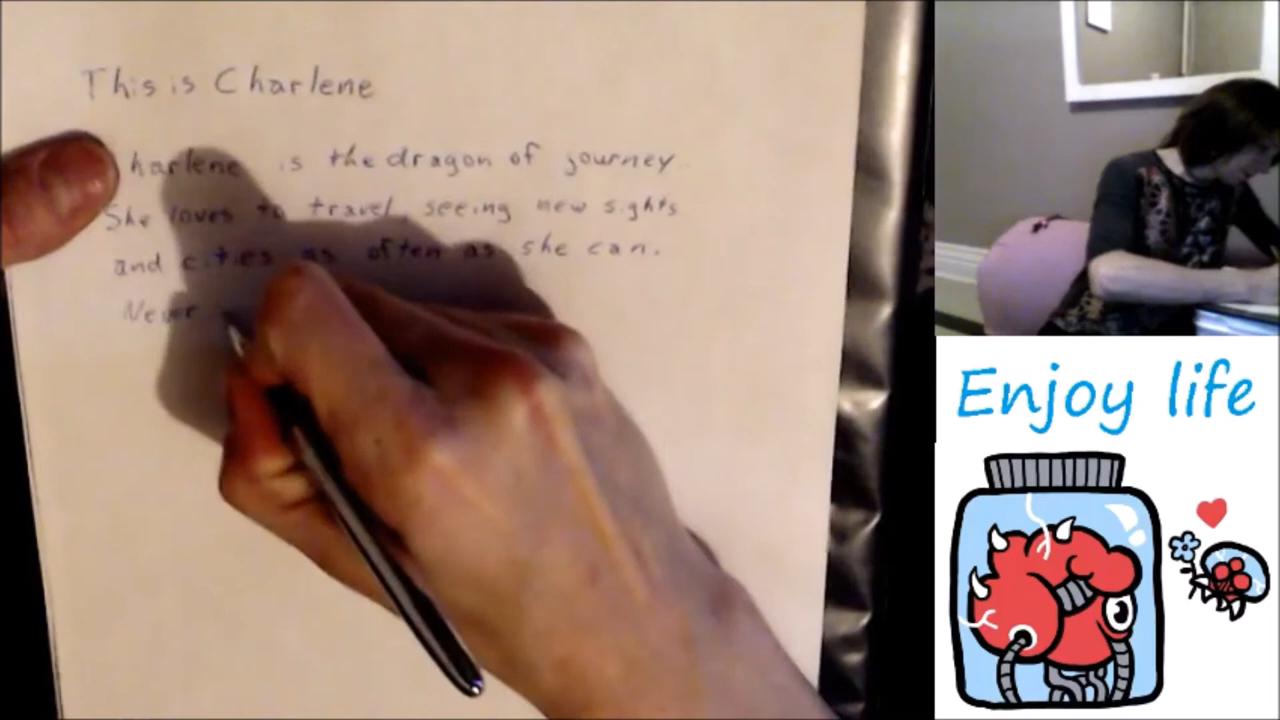 This is Charlene
harlene is the dragon of journey.
She loves to travel, seeing new sights
and cities as often as she can.
Never
Enjoy life